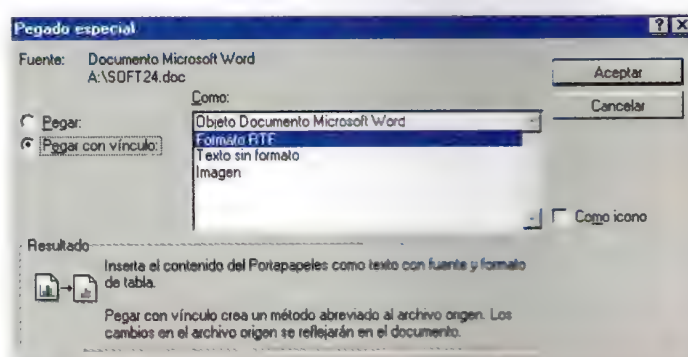 Pegado especial
Fuente: Documento Microsoft Word
A:\SOFT24.doc
Aceptar
Cancelar
Como:
Pegar:
Pegar con vínculo:
Objeto Documento Microsoft Word
Formato RTF
Texto sin formato
Imagen
Como icono
Resultado
Inserta el contenido del Portapapeles como texto con fuente y formato
de tabla.
Pegar con vínculo crea un método abreviado al archivo origen. Los
cambios en el archivo origen se reflejarán en el documento.